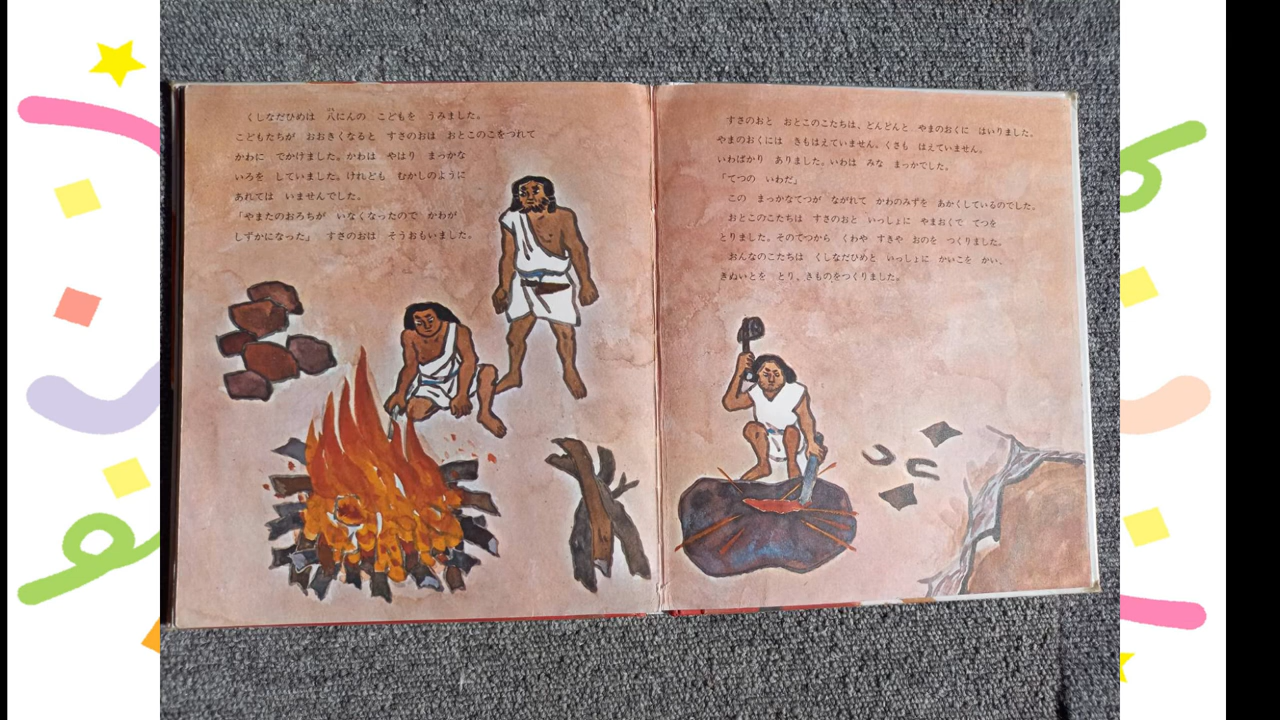 くしなだひめは 八にんの こどもを うみました。
こどもたちが おおきくなると すさのおは おとこのこをつれて
かわに でかけました。かわは やはり まっかな
いろを していました。けれども むかしのように
あれては いませんでした。
「やまたのおろちが いなくなったので かわが
しずかになった」 すさのおは そうおもいました。
すさのおと おとこのこたちは、どんどんと やまのおくに はいりました。
やまのおくには きもはえていません、くさも はえていません。
いわばかり ありました。いわは みな まっかでした。
「てつの いわだ」
この まっかなてつが ながれて かわのみずを あかくしているのでした。
おとこのこたちは すさのおと いっしょに やまおくで てつを
とりました。そのてつから くわや すきや おのを つくりました。
おんなのこたちは くしなだひめと いっしょに かいこを かい、
きぬいとを とり、きものをつくりました。